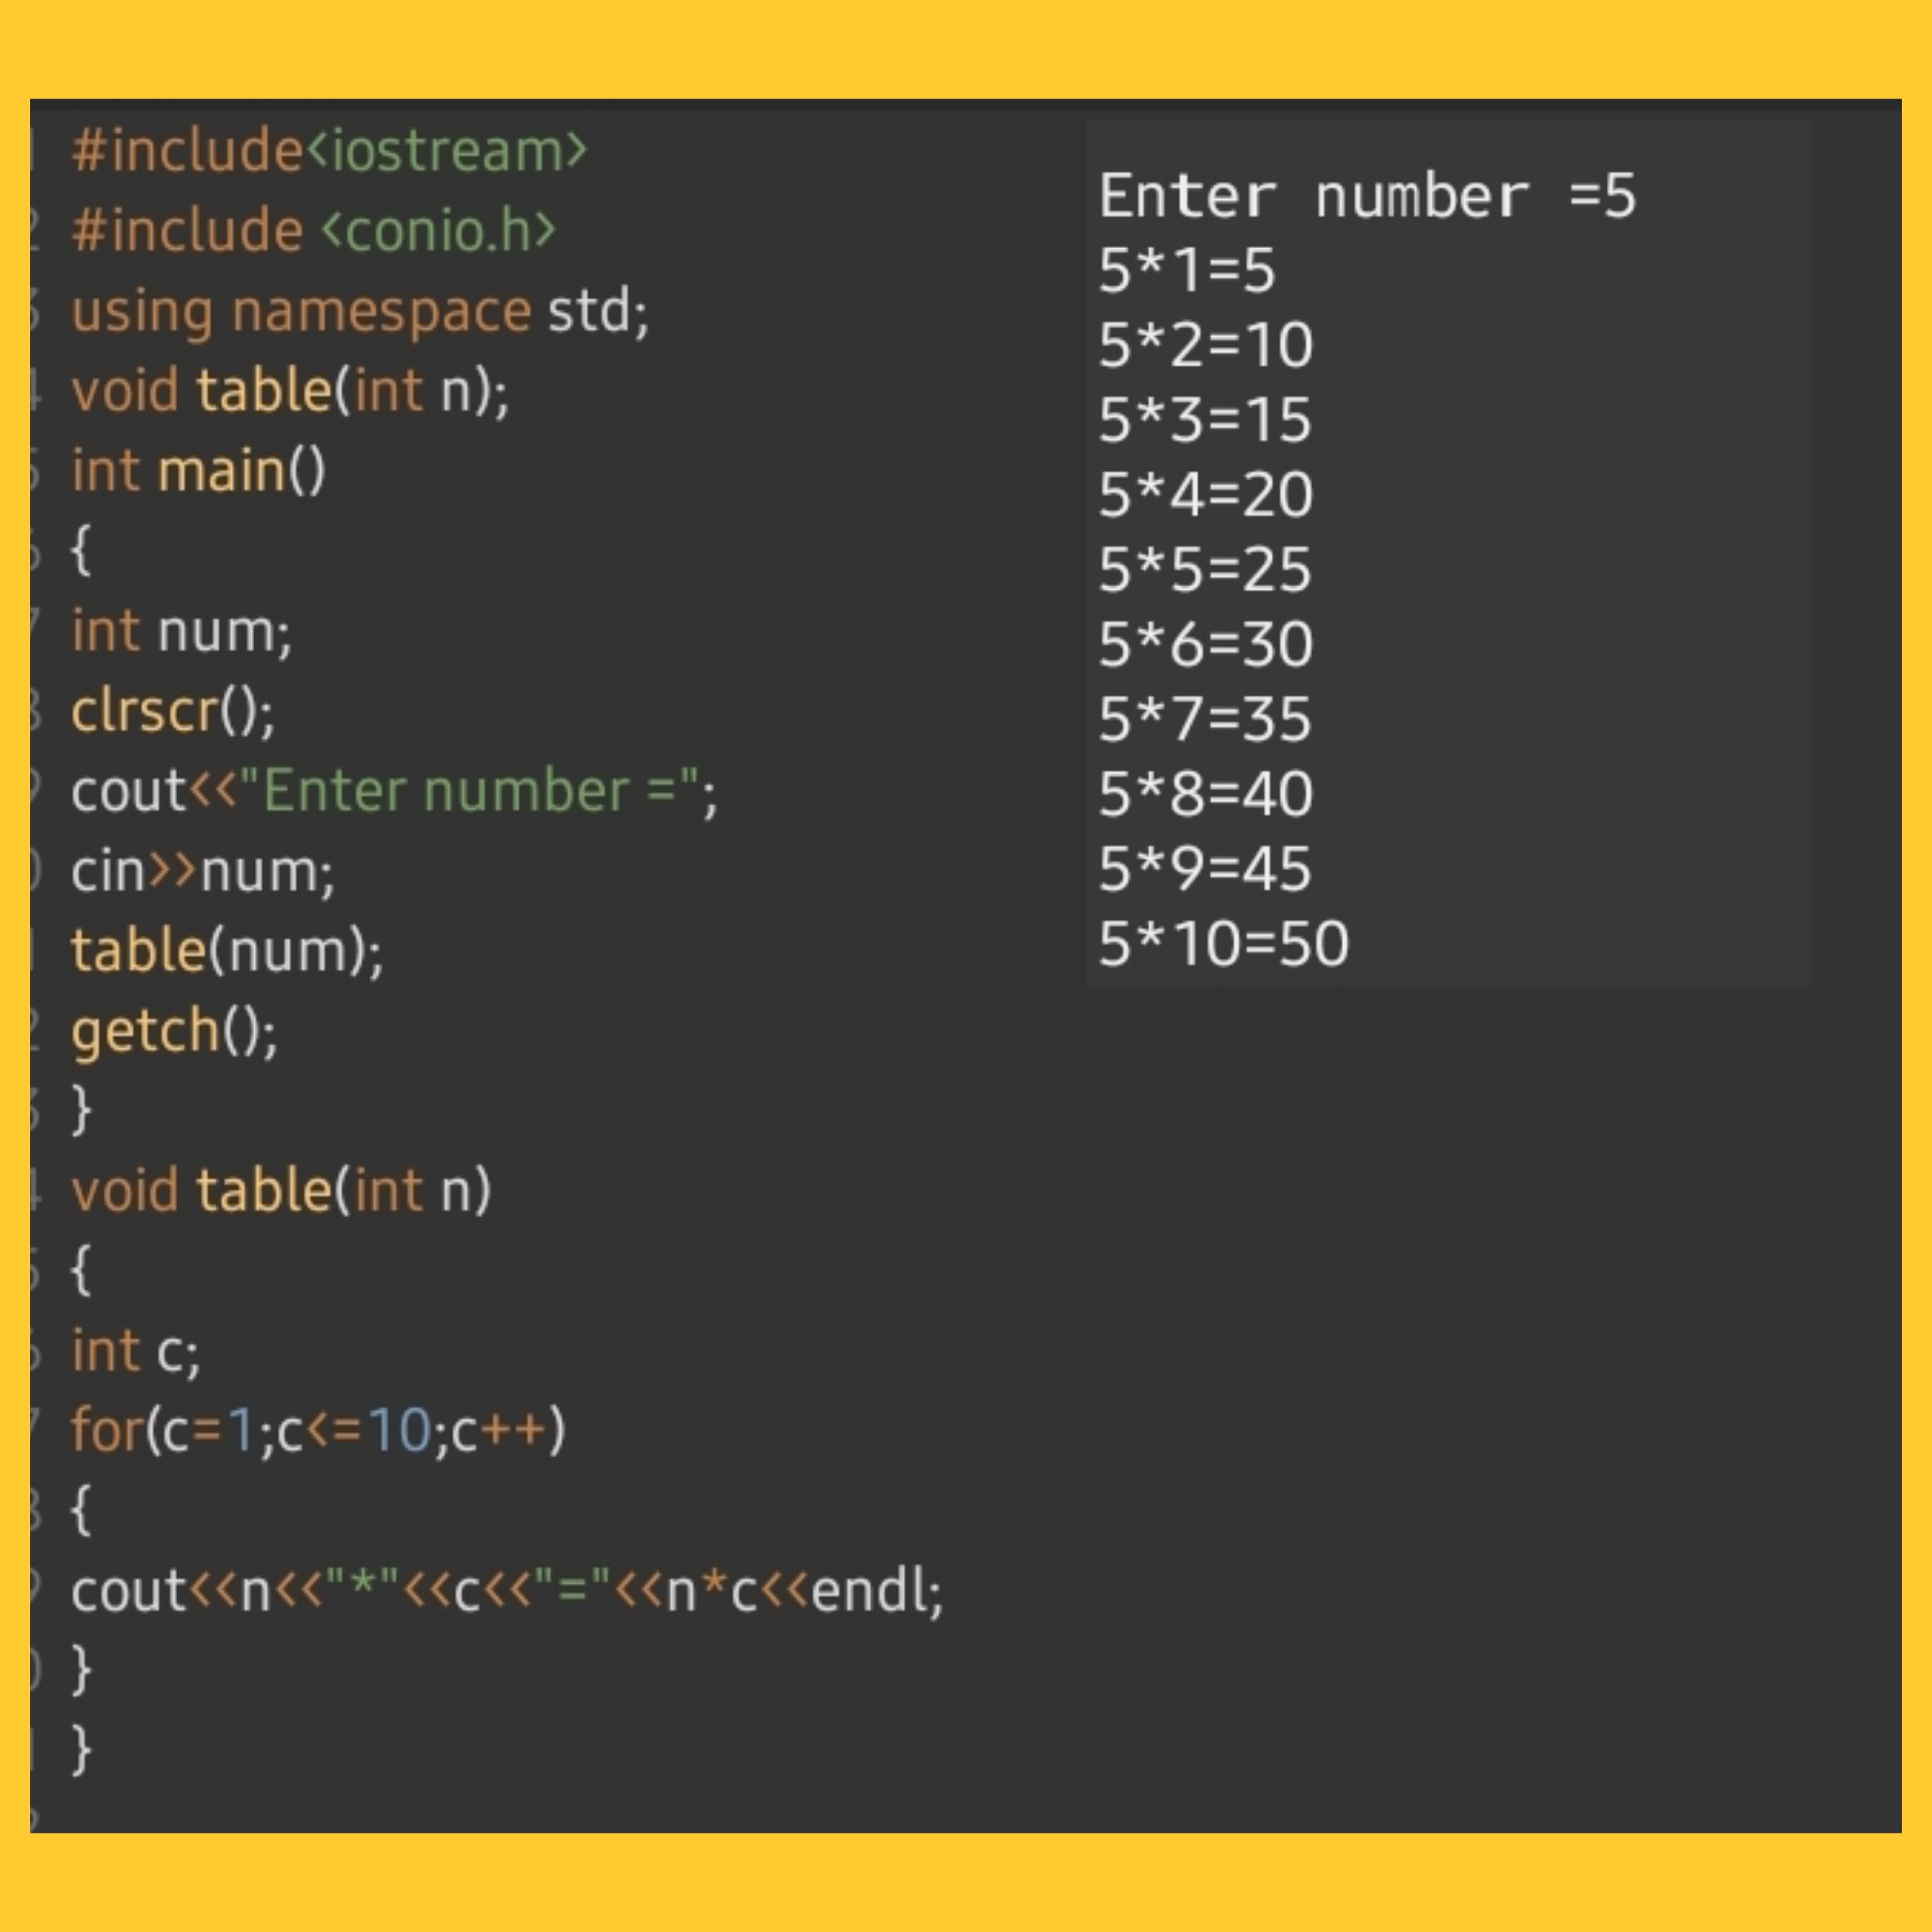 #include<iostream>
#include <conio.h>
using namespace std;
void table(int n);
int main()
{
int num;
clrscr();
cout<<"Enter number =";
cin>>num;
table(num);
getch();
}
void table(int n)
{
int c;
for(c=1;c<=10;c++)
{
cout<<n<<"*"<<c<<"="<<n*c<<endl;
}
}
Enter number =5
5*1=5
5*2=10
5*3=15
5*4=20
5*5=25
5*6=30
5*7=35
5*8=40
5*9=45
5*10=50